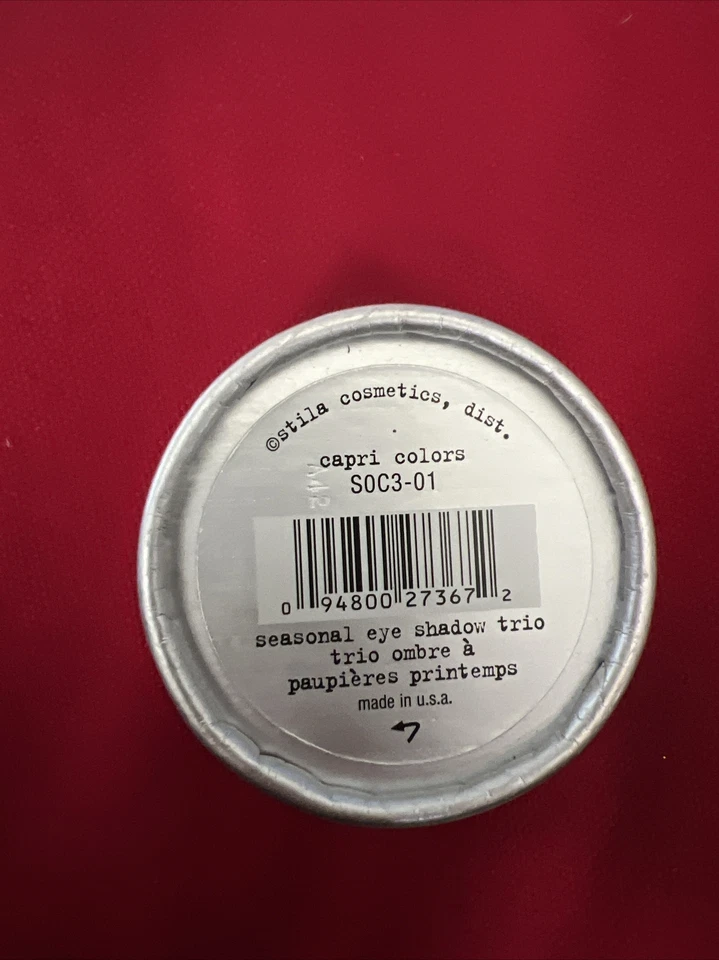 ©stila cosmetics, dist.
capri colors
SOC3-01
0 94800 27367 2
seasonal eye shadow trio
trio ombre à
paupières printemps
made in u.s.a.